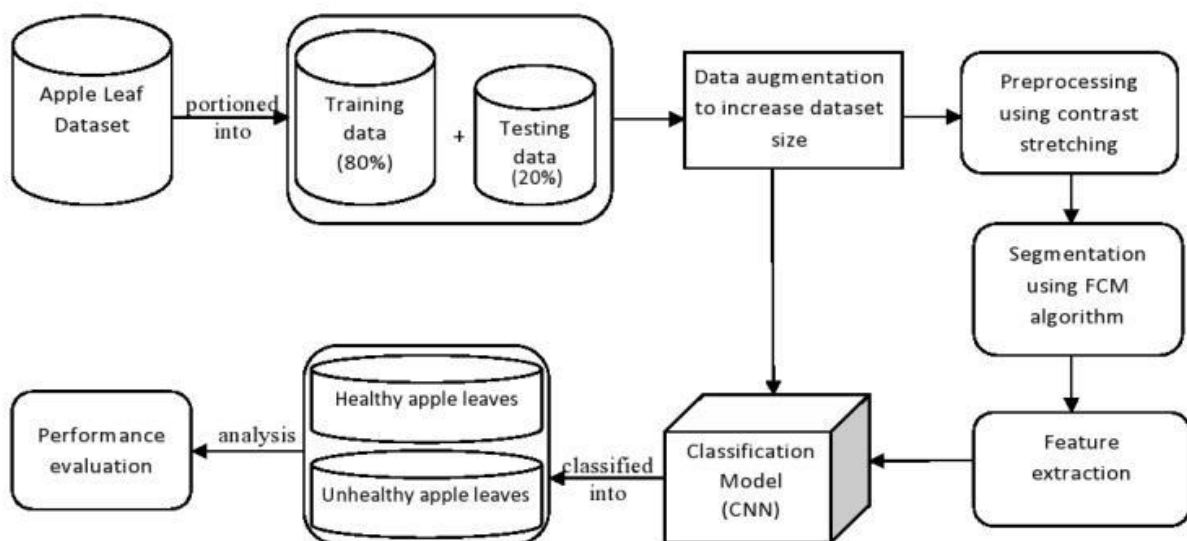 Apple Leaf
Dataset
portioned
into
Training
data
(80%)
+
Testing
data
(20%)
Data augmentation
to increase dataset
size
Preprocessing
using contrast
stretching
Segmentation
using FCM
algorithm
Feature
extraction
Classification
Model
(CNN)
classified
into
Healthy apple leaves
Unhealthy apple leaves
analysis
Performance
evaluation